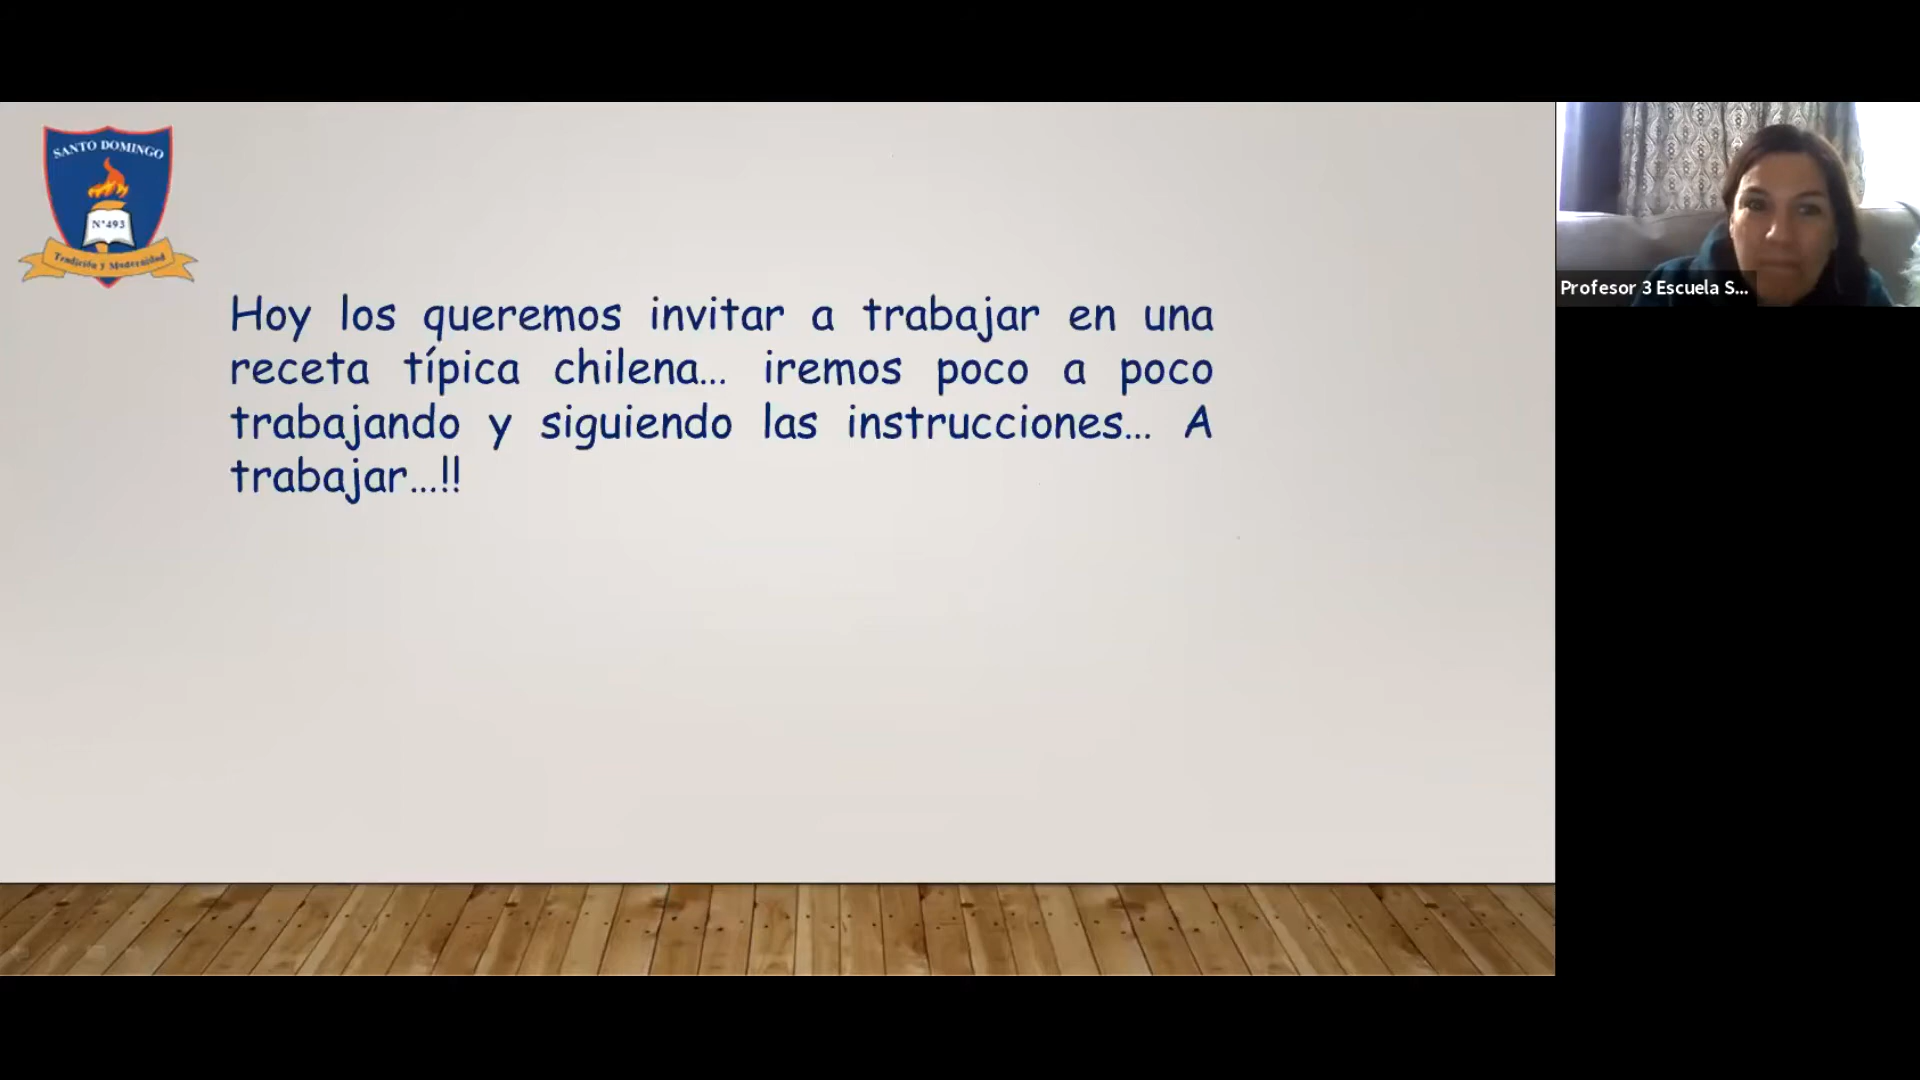 SANTO DOMINGO
N°493
Tradición y Modernidad
Hoy los queremos invitar a trabajar en una
receta típica chilena... iremos poco a poco
trabajando y siguiendo las instrucciones... A
trabajar...!!
Profesor 3 Escuela S...